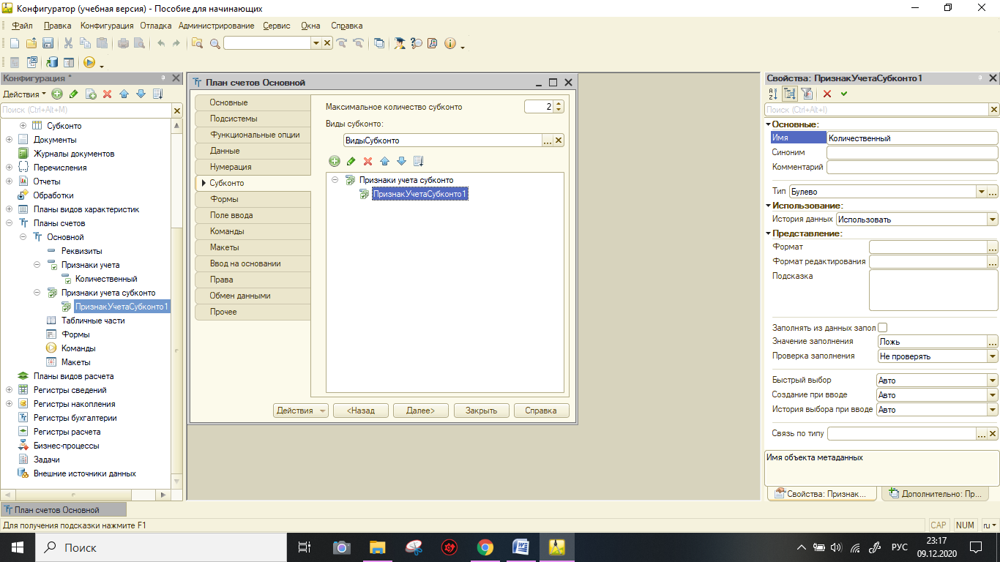 Конфигуратор (учебная версия) - Пособие для начинающих
Файл Правка Конфигурация Отладка Администрирование Сервис Окна Справка
Конфигурация *
Действия
Поиск (Ctrl+Alt+M)
Субконто
Документы
Журналы документов
Перечисления
Отчеты
Обработки
Планы видов характеристик
Планы счетов
Основной
Реквизиты
Признаки учета
Количественный
Признаки учета субконто
ПризнакУчетаСубконто1
Табличные части
Формы
Команды
Макеты
Планы видов расчета
Регистры сведений
Регистры накопления
Регистры бухгалтерии
Регистры расчета
Бизнес-процессы
Задачи
Внешние источники данных
План счетов Основной
Основные
Подсистемы
Функциональные опции
Данные
Нумерация
Субконто
Формы
Поле ввода
Команды
Макеты
Ввод на основании
Права
Обмен данными
Прочее
Максимальное количество субконто 2
Виды субконто:
ВидыСубконто ...
Признаки учета субконто
ПризнакУчетаСубконто1
Действия <Назад Далее> Закрыть Справка
Свойства: ПризнакУчетаСубконто1
Поиск (Ctrl+Alt+I)
Основные:
Имя Количественный
Синоним
Комментарий
Тип Булево ...
Использование:
История данных Использовать
Представление:
Формат ...
Формат редактирования ...
Подсказка
Заполнять из данных запол
Значение заполнения Ложь ...
Проверка заполнения Не проверять
Быстрый выбор Авто
Создание при вводе Авто
История выбора при вводе Авто
Связь по типу ...
Имя объекта метаданных
Свойства: Признак... Дополнительно: Пр...
План счетов Основной
Для получения подсказки нажмите F1
CAP NUM ru
Поиск
РУС
23:17
09.12.2020